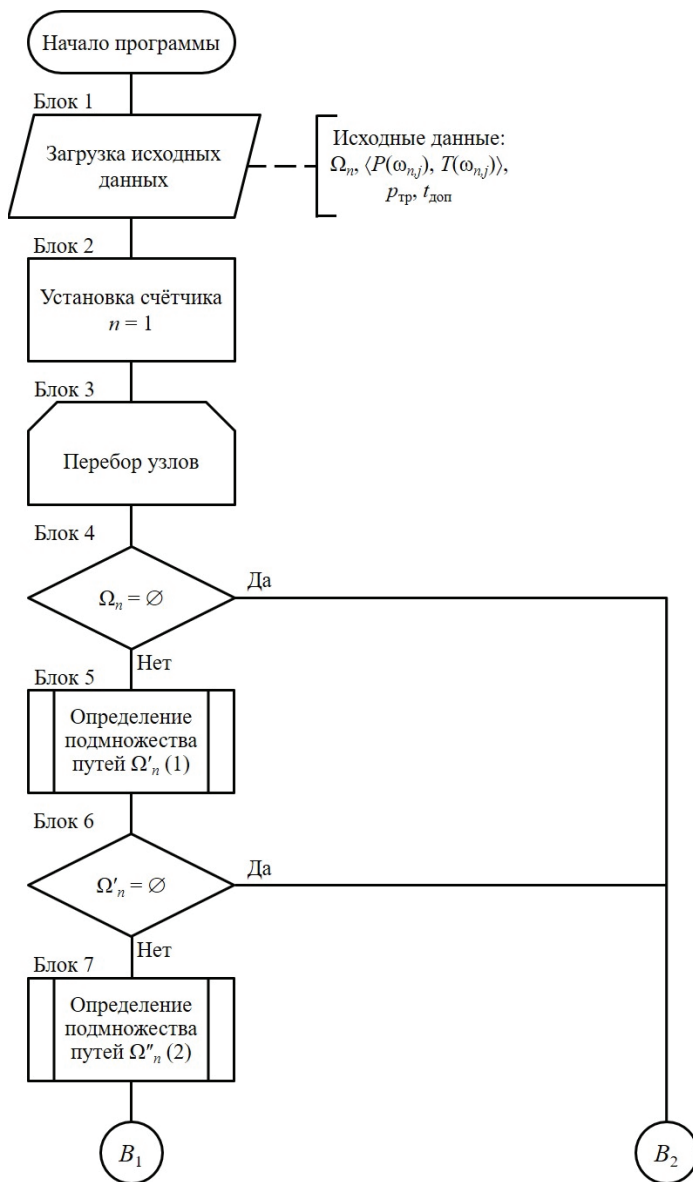 Начало программы
Блок 1
Загрузка исходных
данных
Исходные данные:
Ωₙ, ⟨P(ωₙ,ⱼ), T(ωₙ,ⱼ)⟩,
pтр, tдоп
Блок 2
Установка счётчика
n = 1
Блок 3
Перебор узлов
Блок 4
Ωₙ = ∅
Да
Нет
Блок 5
Определение
подмножества
путей Ω′ₙ (1)
Блок 6
Ω′ₙ = ∅
Да
Нет
Блок 7
Определение
подмножества
путей Ω″ₙ (2)
B₁
B₂